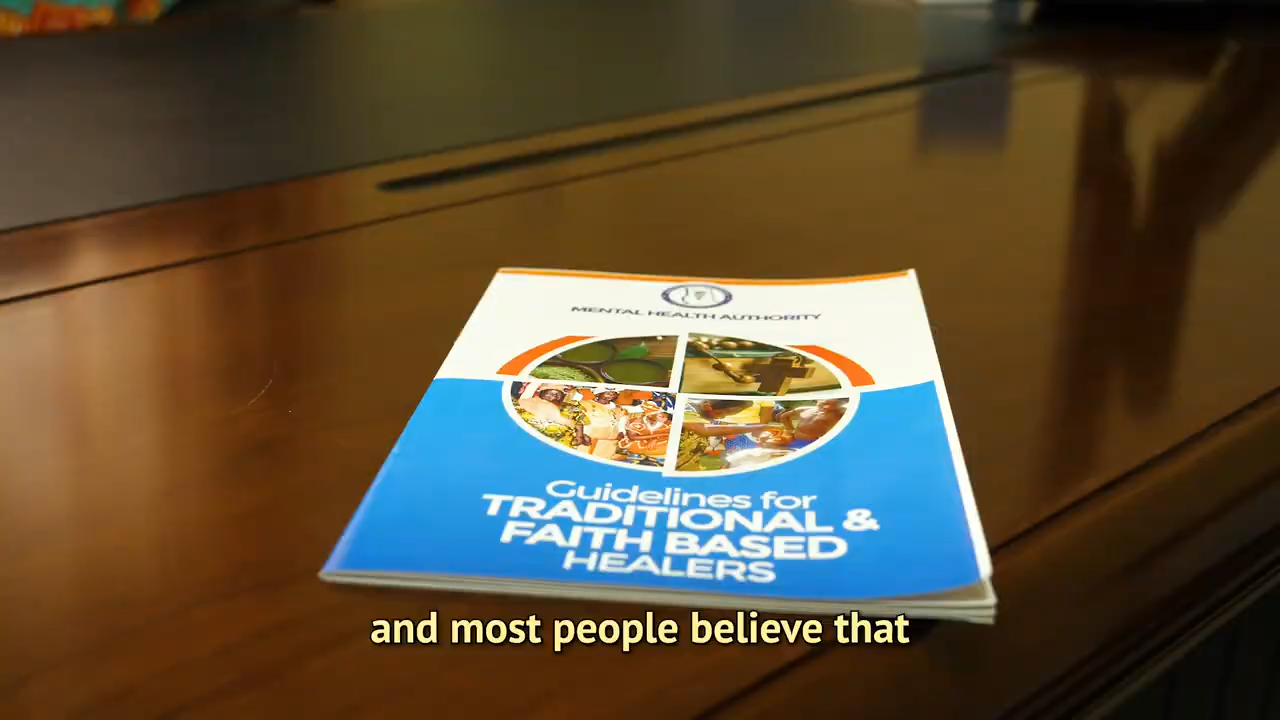 MENTAL HEALTH AUTHORITY
Guidelines for
TRADITIONAL &
FAITH BASED
HEALERS
and most people believe that